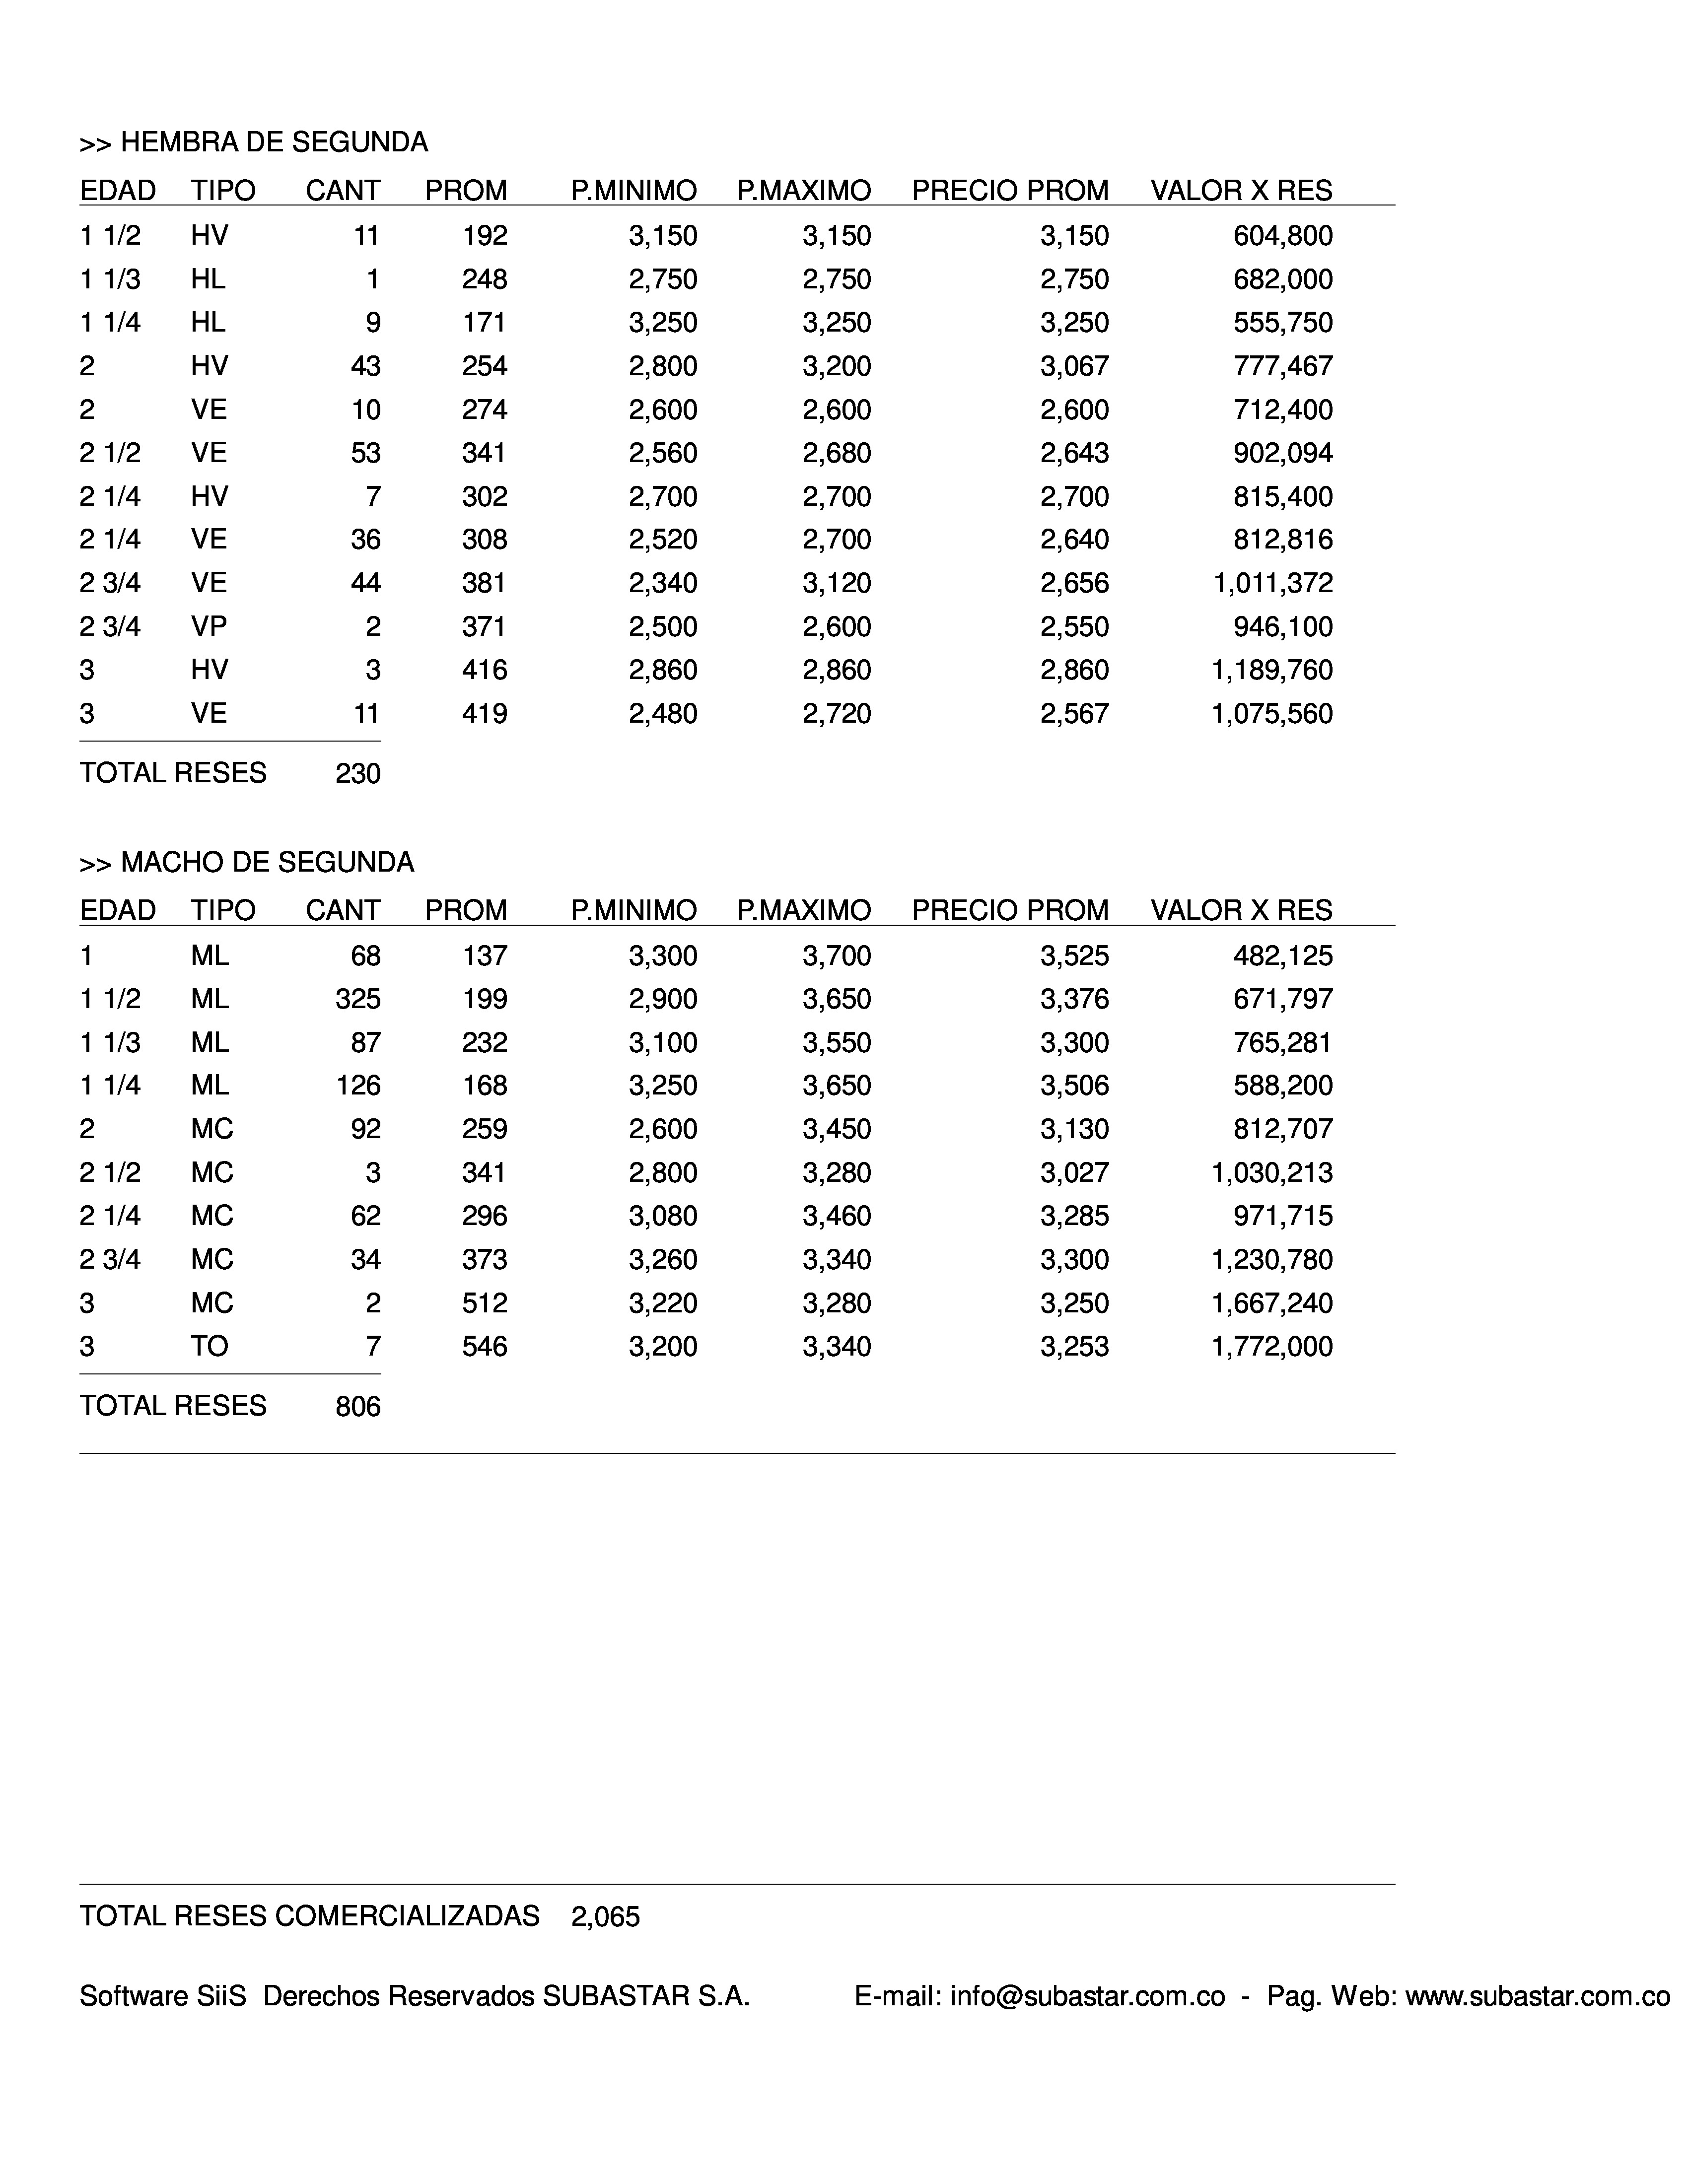 >> HEMBRA DE SEGUNDA
EDAD TIPO CANT PROM P.MINIMO P.MAXIMO PRECIO PROM VALOR X RES
1 1/2 HV 11 192 3,150 3,150 3,150 604,800
1 1/3 HL 1 248 2,750 2,750 2,750 682,000
1 1/4 HL 9 171 3,250 3,250 3,250 555,750
2 HV 43 254 2,800 3,200 3,067 777,467
2 VE 10 274 2,600 2,600 2,600 712,400
2 1/2 VE 53 341 2,560 2,680 2,643 902,094
2 1/4 HV 7 302 2,700 2,700 2,700 815,400
2 1/4 VE 36 308 2,520 2,700 2,640 812,816
2 3/4 VE 44 381 2,340 3,120 2,656 1,011,372
2 3/4 VP 2 371 2,500 2,600 2,550 946,100
3 HV 3 416 2,860 2,860 2,860 1,189,760
3 VE 11 419 2,480 2,720 2,567 1,075,560
TOTAL RESES 230
>> MACHO DE SEGUNDA
EDAD TIPO CANT PROM P.MINIMO P.MAXIMO PRECIO PROM VALOR X RES
1 ML 68 137 3,300 3,700 3,525 482,125
1 1/2 ML 325 199 2,900 3,650 3,376 671,797
1 1/3 ML 87 232 3,100 3,550 3,300 765,281
1 1/4 ML 126 168 3,250 3,650 3,506 588,200
2 MC 92 259 2,600 3,450 3,130 812,707
2 1/2 MC 3 341 2,800 3,280 3,027 1,030,213
2 1/4 MC 62 296 3,080 3,460 3,285 971,715
2 3/4 MC 34 373 3,260 3,340 3,300 1,230,780
3 MC 2 512 3,220 3,280 3,250 1,667,240
3 TO 7 546 3,200 3,340 3,253 1,772,000
TOTAL RESES 806
TOTAL RESES COMERCIALIZADAS 2,065
Software SiiS Derechos Reservados SUBASTAR S.A. E-mail: info@subastar.com.co - Pag. Web: www.subastar.com.co